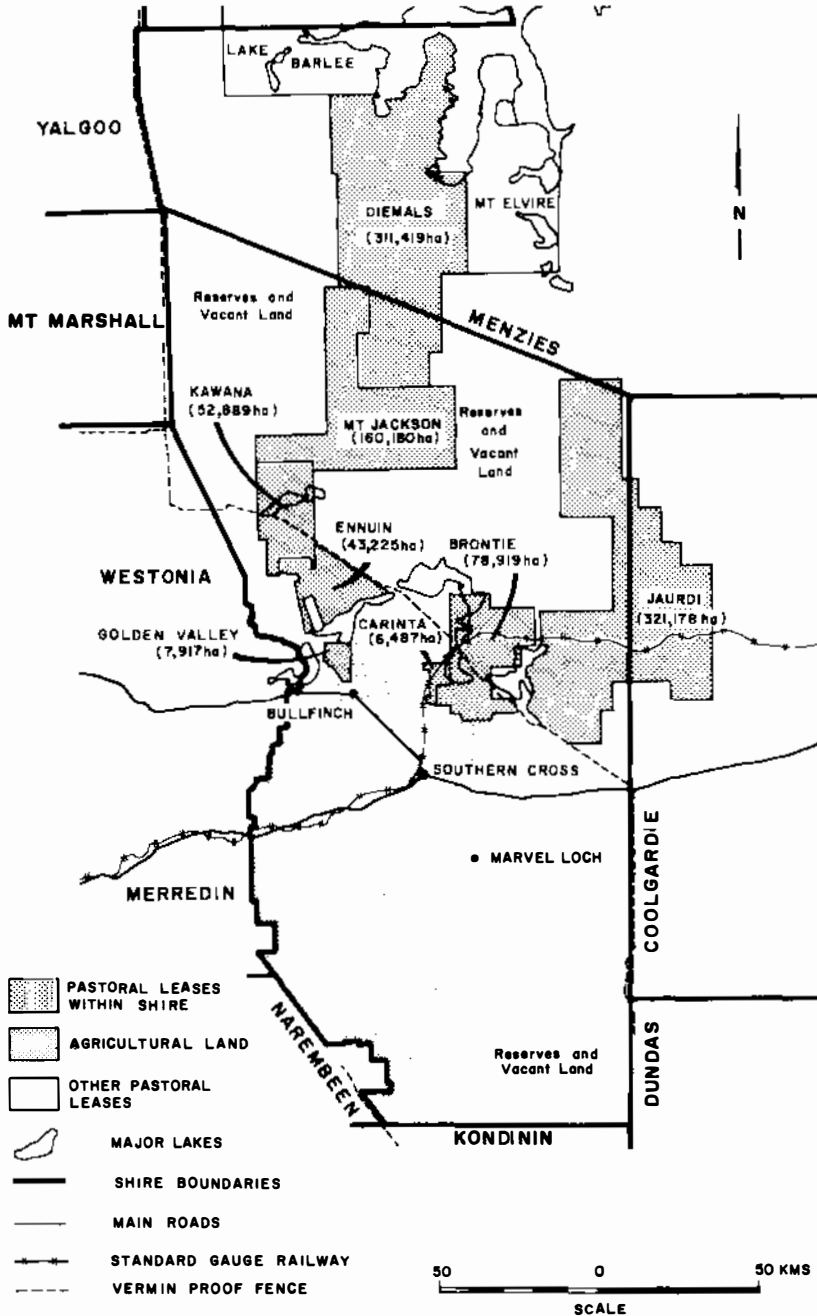 LAKE
BARLEE
YALGOO
N
DIEMALS
(311,419ha)
MT ELVIRE
Reserves and
Vacant Land
MT MARSHALL
MENZIES
KAWANA
(52,889ha)
MT JACKSON
(160,180ha)
Reserves
and
Vacant
Land
ENNUIN
(43,225ha)
BRONTIE
(78,919ha)
WESTONIA
JAURDI
(321,178ha)
CARINTA
(6,487ha)
GOLDEN VALLEY
(7,917ha)
BULLFINCH
SOUTHERN CROSS
MARVEL LOCH
COOLGARDIE
MERREDIN
PASTORAL LEASES
WITHIN SHIRE
AGRICULTURAL LAND
OTHER PASTORAL
LEASES
MAJOR LAKES
SHIRE BOUNDARIES
MAIN ROADS
STANDARD GAUGE RAILWAY
VERMIN PROOF FENCE
NAREMBEEN
Reserves and
Vacant Land
DUNDAS
KONDININ
50 0 50 KMS
SCALE